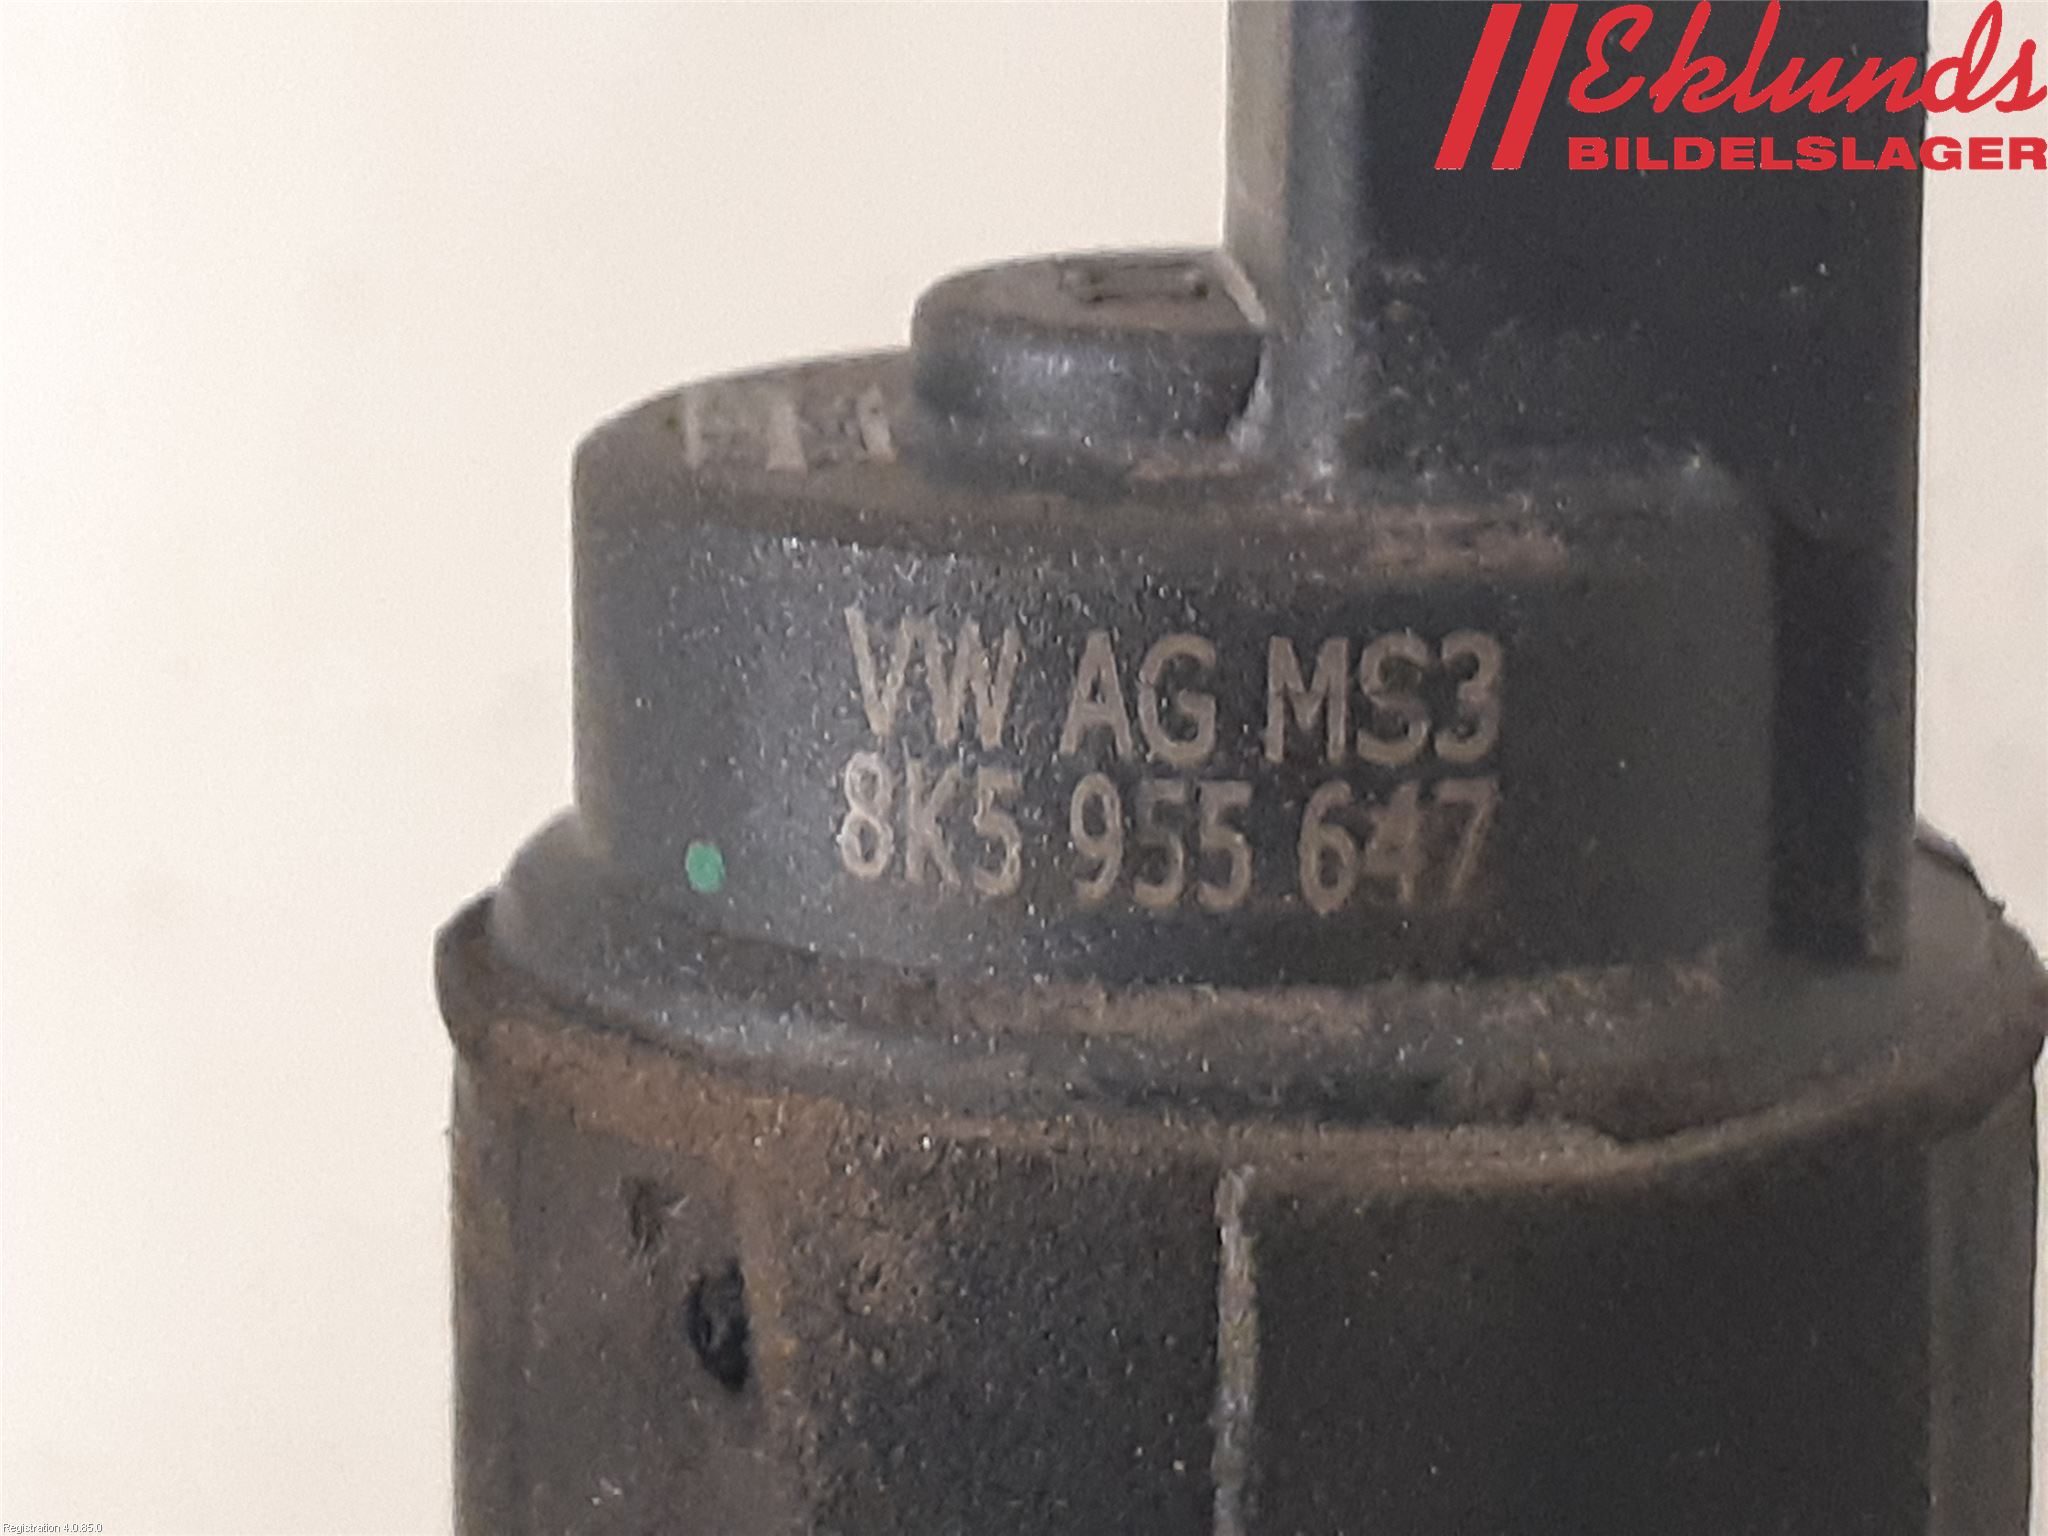 Eklunds
BILDELSLAGER
VW AG MS3
8K5 955 647
Registration 4.0.85.0